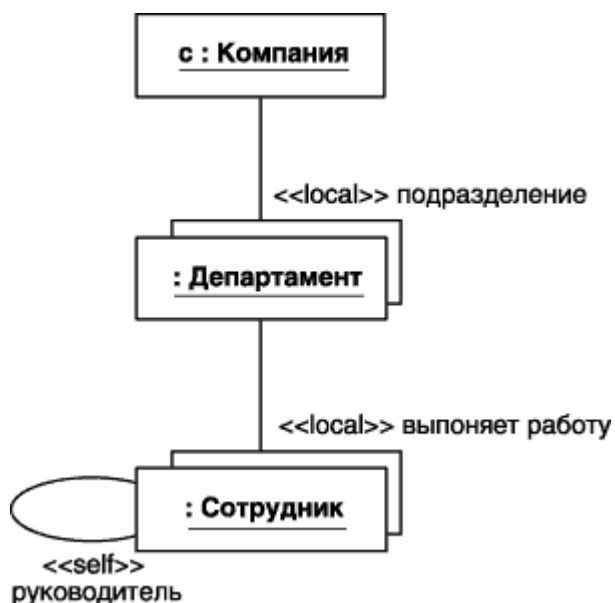 с : Компания
<<local>> подразделение
: Департамент
<<local>> выпоняет работу
: Сотрудник
<<self>>
руководитель